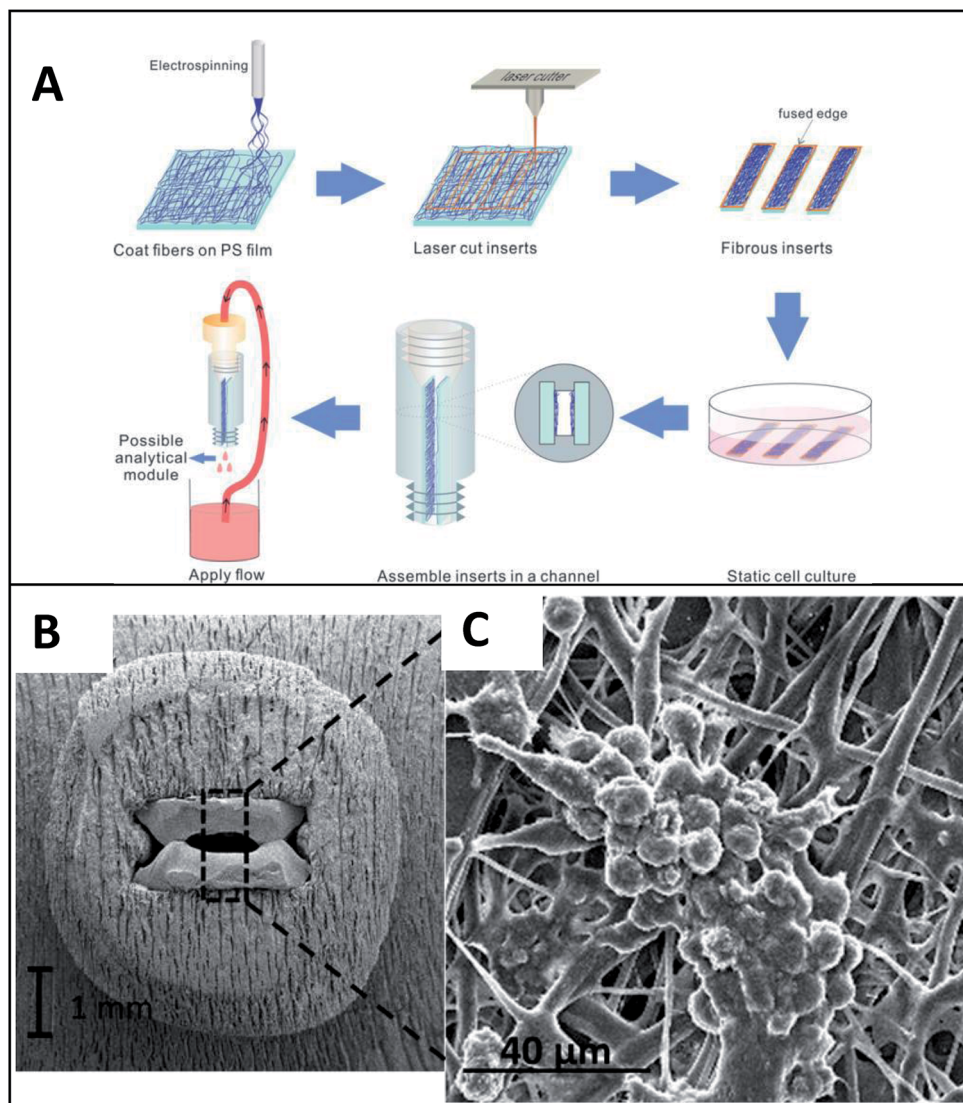 A
Electrospinning
laser cutter
fused edge
Coat fibers on PS film
Laser cut inserts
Fibrous inserts
Possible
analytical
module
Apply flow
Assemble inserts in a channel
Static cell culture
B
C
1 mm
40 µm